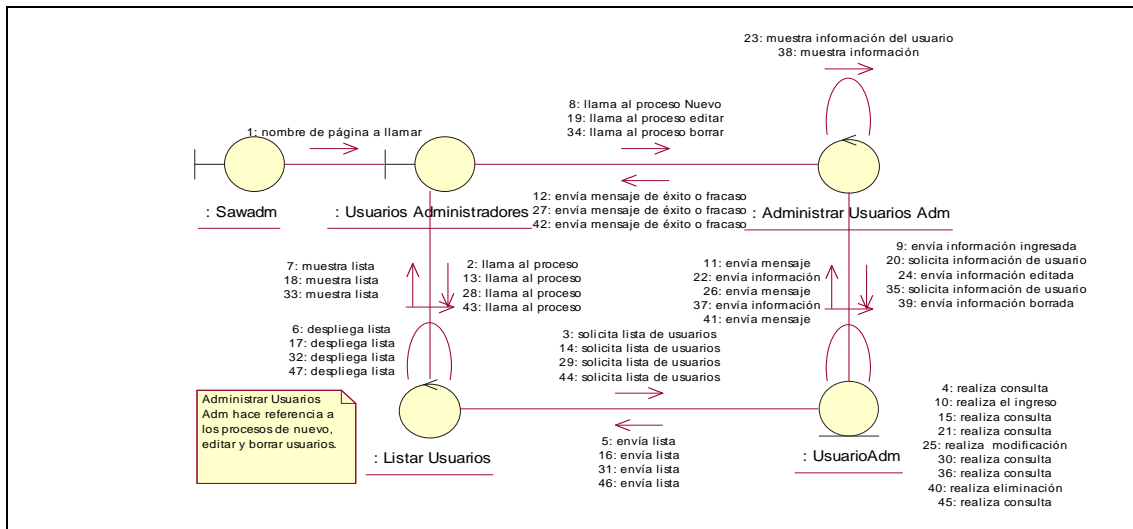 23: muestra información del usuario
38: muestra información
8: llama al proceso Nuevo
19: llama al proceso editar
34: llama al proceso borrar
1: nombre de página a llamar
: Sawadm
: Usuarios Administradores
12: envía mensaje de éxito o fracaso
27: envía mensaje de éxito o fracaso
42: envía mensaje de éxito o fracaso
: Administrar Usuarios Adm
7: muestra lista
18: muestra lista
33: muestra lista
2: llama al proceso
13: llama al proceso
28: llama al proceso
43: llama al proceso
11: envía mensaje
22: envía información
26: envía mensaje
37: envía información
41: envía mensaje
9: envía información ingresada
20: solicita información de usuario
24: envía información editada
35: solicita información de usuario
39: envía información borrada
6: despliega lista
17: despliega lista
32: despliega lista
47: despliega lista
3: solicita lista de usuarios
14: solicita lista de usuarios
29: solicita lista de usuarios
44: solicita lista de usuarios
Administrar Usuarios
Adm hace referencia a
los procesos de nuevo,
editar y borrar usuarios.
: Listar Usuarios
5: envía lista
16: envía lista
31: envía lista
46: envía lista
: UsuarioAdm
4: realiza consulta
10: realiza el ingreso
15: realiza consulta
21: realiza consulta
25: realiza modificación
30: realiza consulta
36: realiza consulta
40: realiza eliminación
45: realiza consulta